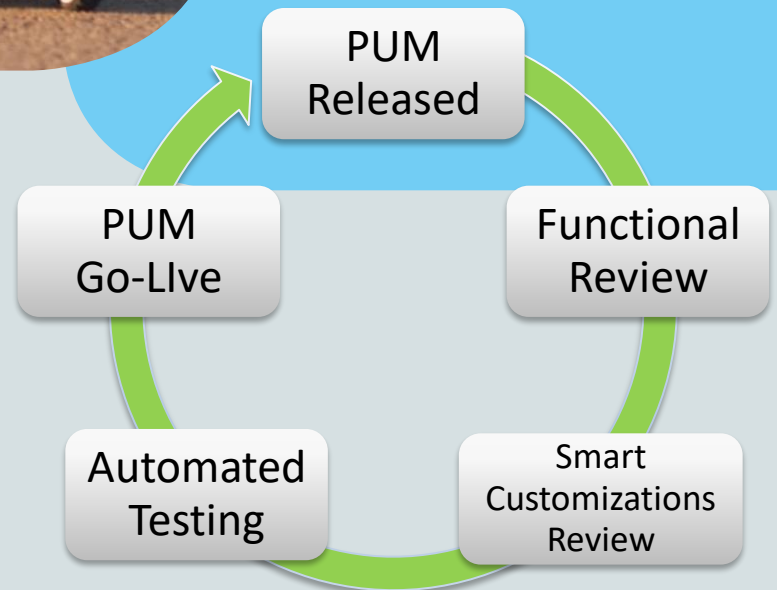 PUM
Released
Functional
Review
Smart
Customizations
Review
Automated
Testing
PUM
Go-LIve